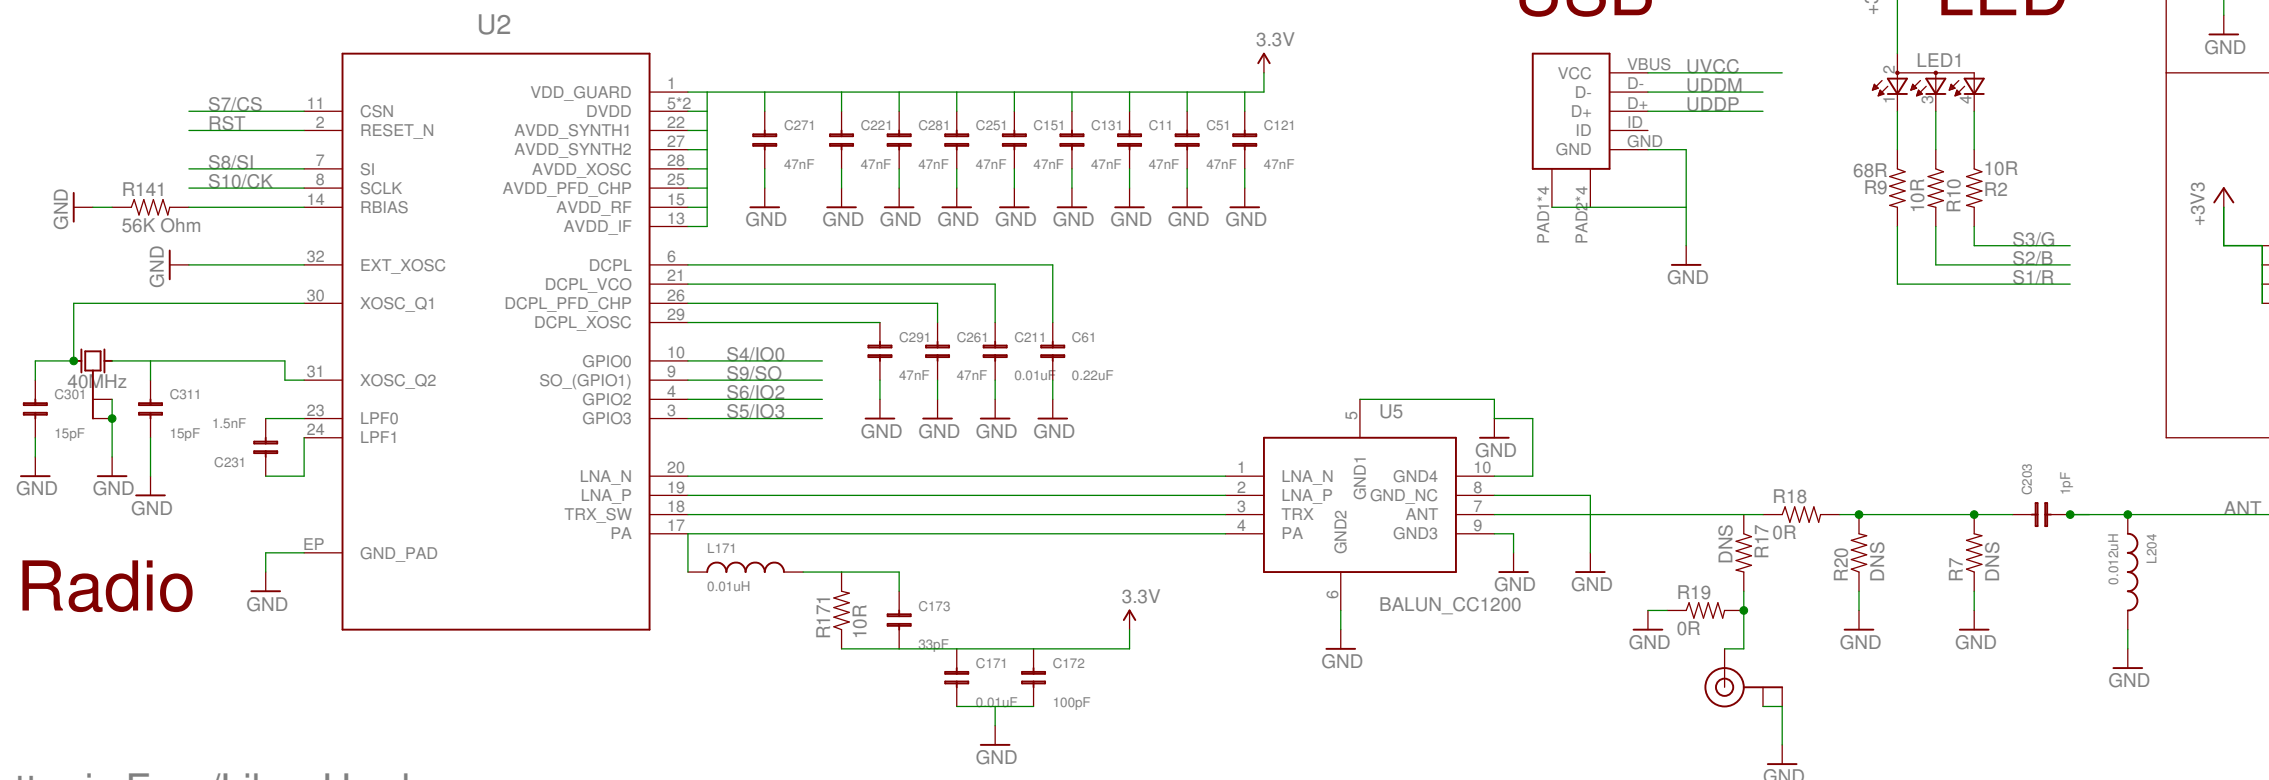 U2
3.3V
VDD_GUARD 1
DVDD 5*2
S7/CS 11 CSN AVDD_SYNTH1 22
RST 2 RESET_N AVDD_SYNTH2 27
S8/SI 7 SI AVDD_XOSC 28
S10/CK 8 SCLK AVDD_PFD_CHP 25
GND R141 56K Ohm 14 RBIAS AVDD_RF 15
AVDD_IF 13
C271 C221 C281 C251 C151 C131 C11 C51 C121
47nF 47nF 47nF 47nF 47nF 47nF 47nF 47nF 47nF
GND GND GND GND GND GND GND GND GND
GND 32 EXT_XOSC DCPL 6
DCPL_VCO 21
30 XOSC_Q1 DCPL_PFD_CHP 26
DCPL_XOSC 29
C291 C261 C211 C61
47nF 47nF 0.01uF 0.22uF
GND GND GND GND
GPIO0 10 S4/IO0
31 XOSC_Q2 SO_(GPIO1) 9 S9/SO
GPIO2 4 S6/IO2
23 LPF0 GPIO3 3 S5/IO3
24 LPF1
40MHz
C301 C311 1.5nF
15pF 15pF C231
GND GND GND
LNA_N 20
LNA_P 19
TRX_SW 18
PA 17
EP GND_PAD
GND
Radio
L171
0.01uH
R171 10R
C173
33pF
3.3V
C171 C172
0.01uF 100pF
GND
U5
5
GND
1 LNA_N GND1 GND4 10
2 LNA_P GND_NC 8
3 TRX GND2 ANT 7
4 PA GND3 9
6
BALUN_CC1200
GND
GND GND
R18
0R
DNS R17
R19
0R
GND
R20 DNS
GND
R7 DNS
GND
C203 1pF
ANT
0.012uH L204
GND
GND
USB
VCC VBUS UVCC
D- D- UDDM
D+ D+ UDDP
ID ID
GND GND
PAD1*4 PAD2*4
GND
LED
LED1
2
1 3 4
68R R9
10R R10
10R R2
S3/G
S2/B
S1/R
GND
+3V3